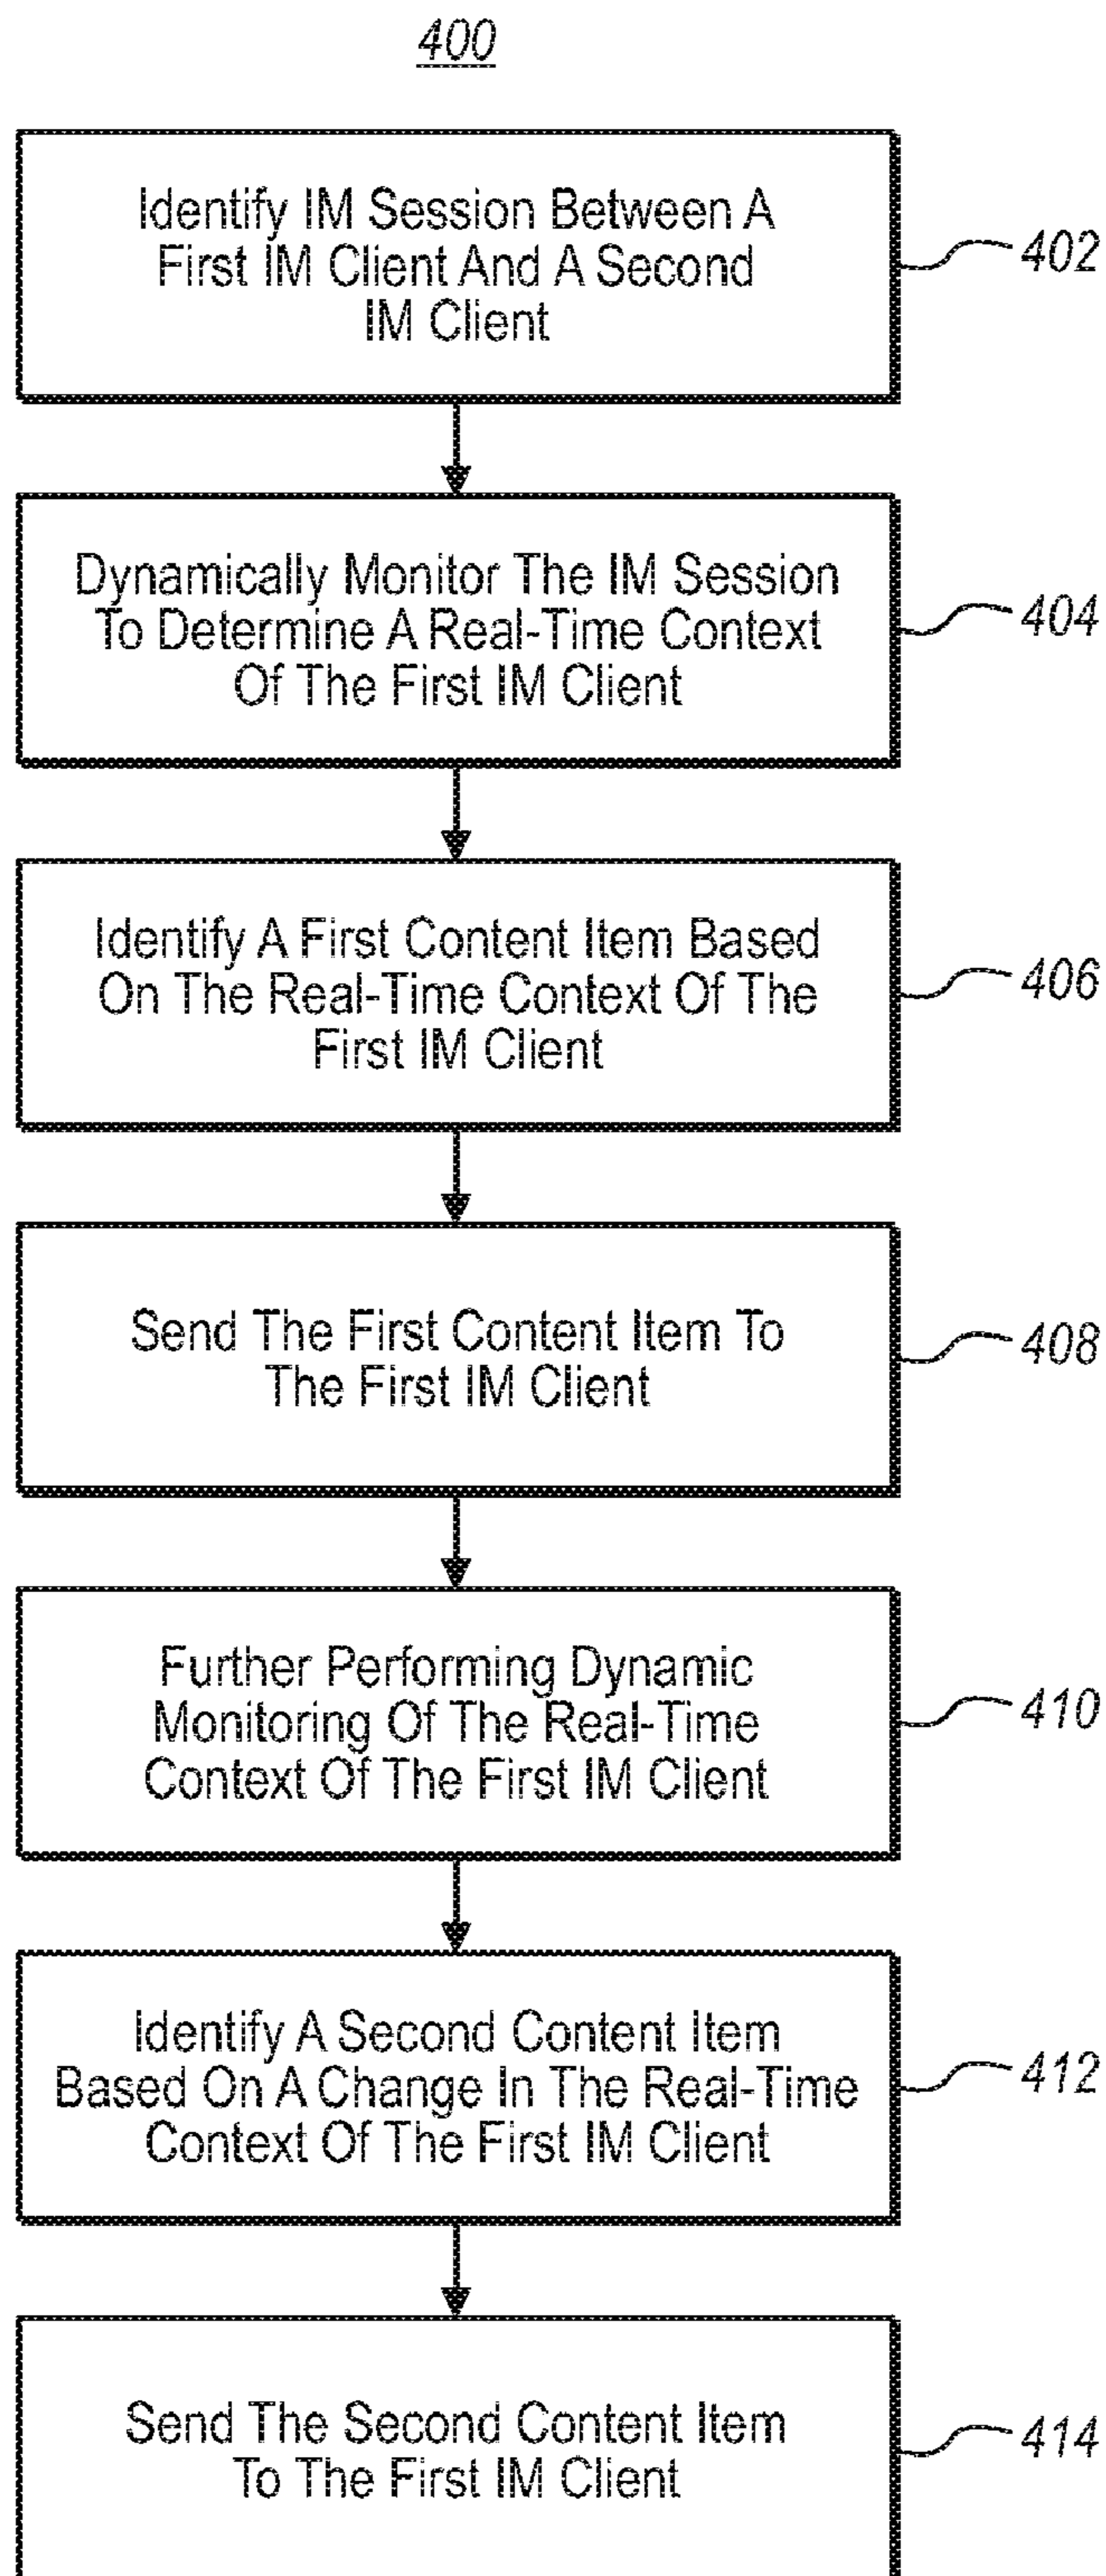 400
Identify IM Session Between A
First IM Client And A Second
IM Client
402
Dynamically Monitor The IM Session
To Determine A Real-Time Context
Of The First IM Client
404
Identify A First Content Item Based
On The Real-Time Context Of The
First IM Client
406
Send The First Content Item To
The First IM Client
408
Further Performing Dynamic
Monitoring Of The Real-Time
Context Of The First IM Client
410
Identify A Second Content Item
Based On A Change In The Real-Time
Context Of The First IM Client
412
Send The Second Content Item
To The First IM Client
414